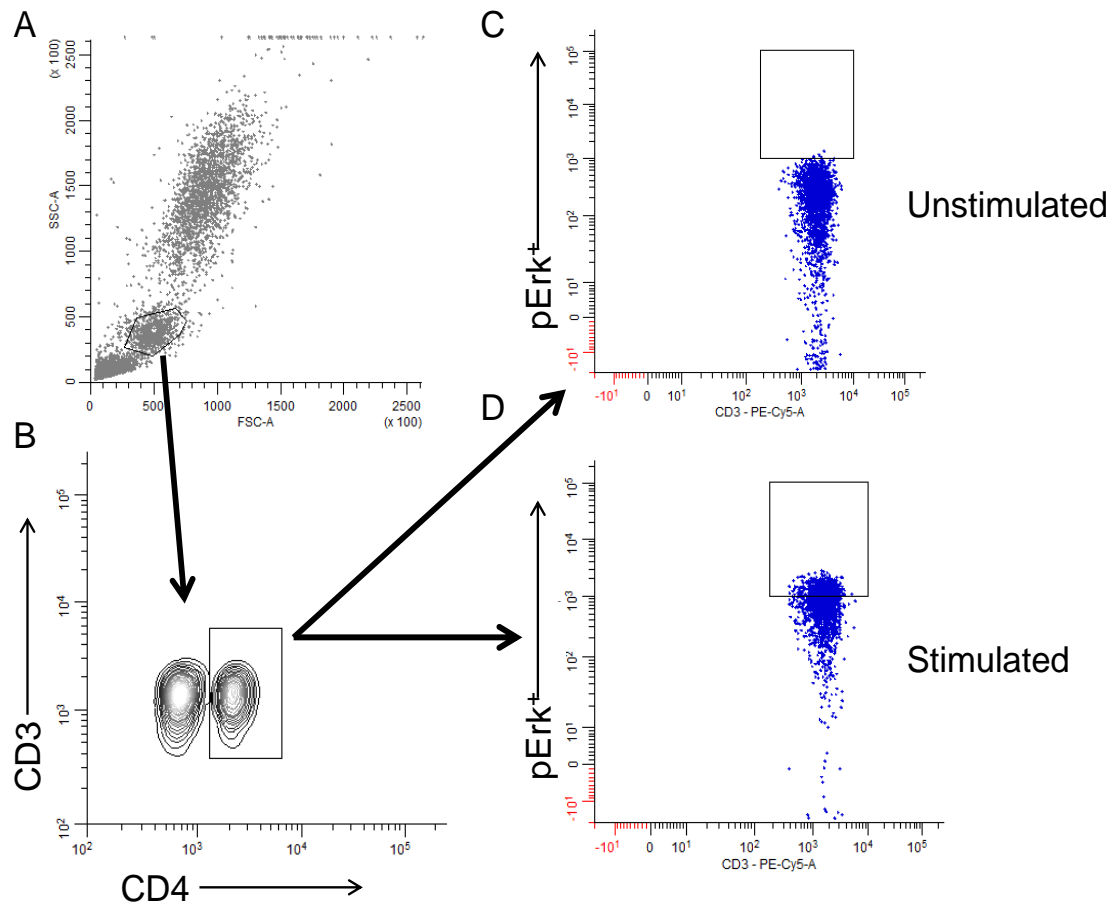 A
(x 100)
2500
2000
1500
1000
500
0
SSC-A
0 500 1000 1500 2000 2500
FSC-A (x 100)
B
CD3
10^5
10^4
10^3
10^2
10^2 10^3 10^4 10^5
CD4
C
pErk+
10^5
10^4
10^3
10^2
10^1
0
-10^1
-10^1 0 10^1 10^2 10^3 10^4 10^5
CD3 - PE-Cy5-A
Unstimulated
D
pErk+
10^5
10^4
10^3
10^2
10^1
0
-10^1
-10^1 0 10^1 10^2 10^3 10^4 10^5
CD3 - PE-Cy5-A
Stimulated